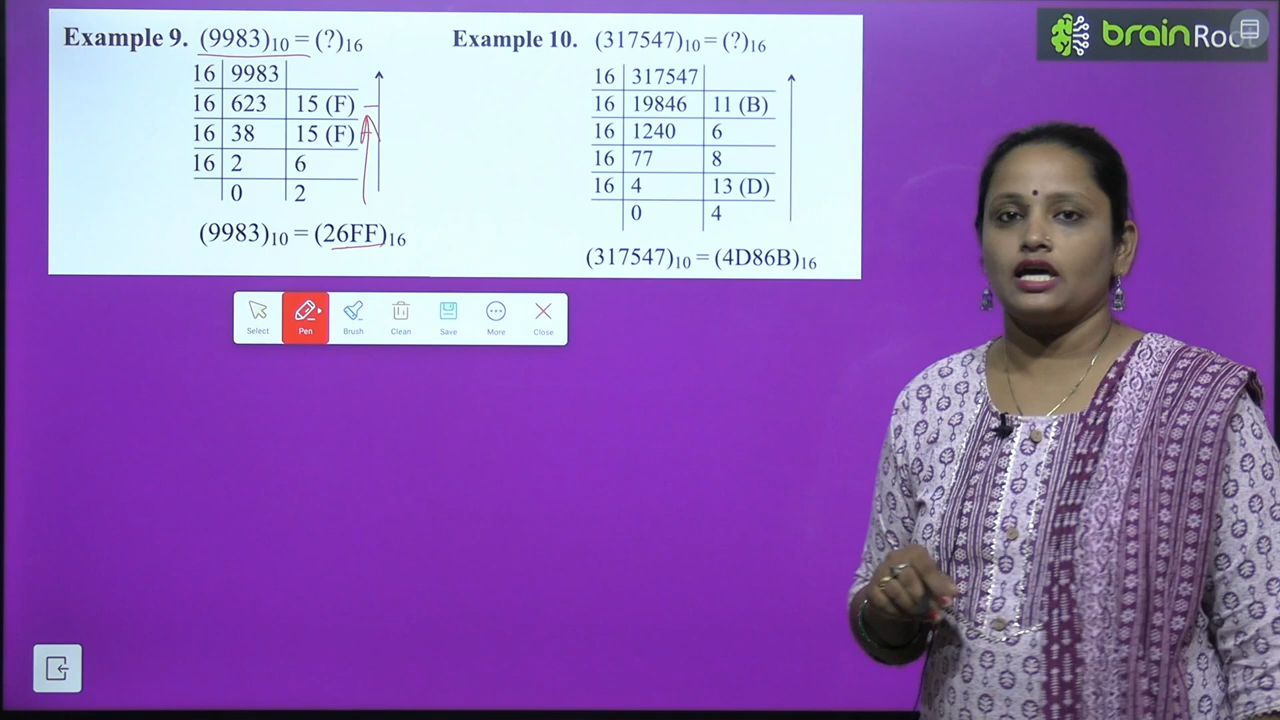 Example 9. (9983)₁₀ = (?)₁₆
16 9983
16 623 15 (F)
16 38 15 (F)
16 2 6
0 2
(9983)₁₀ = (26FF)₁₆
Example 10. (317547)₁₀ = (?)₁₆
16 317547
16 19846 11 (B)
16 1240 6
16 77 8
16 4 13 (D)
0 4
(317547)₁₀ = (4D86B)₁₆
brainRoot
Select Pen Brush Clean Save More Close